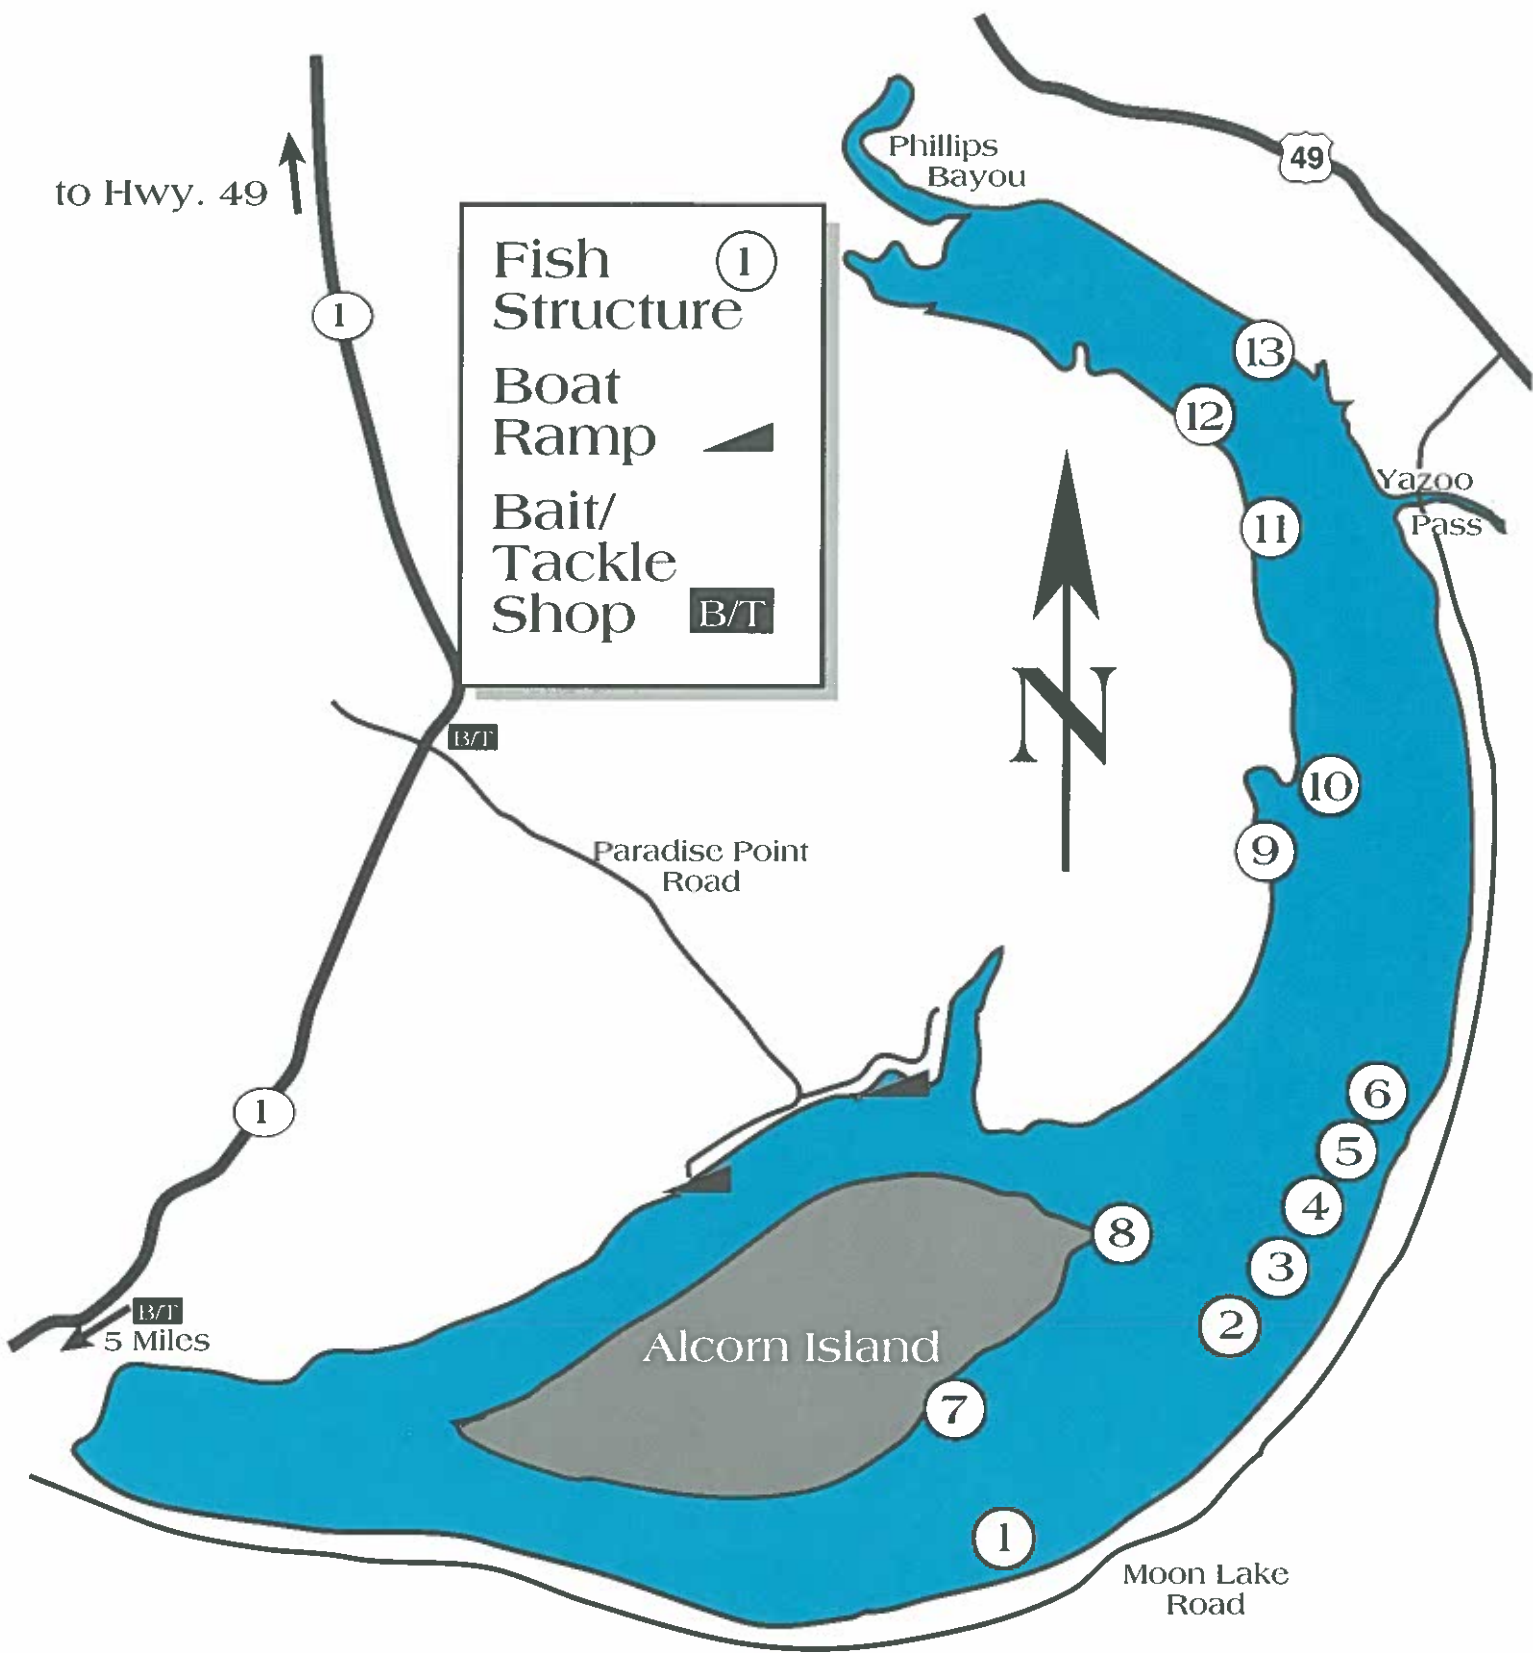 Phillips
Bayou
49
to Hwy. 49
Fish 1
Structure
Boat
Ramp
Bait/
Tackle
Shop B/T
1
13
12
Yazoo
Pass
11
N
B/T
10
9
Paradise Point
Road
6
1
5
4
8
3
B/T
5 Miles
2
Alcorn Island
7
1
Moon Lake
Road